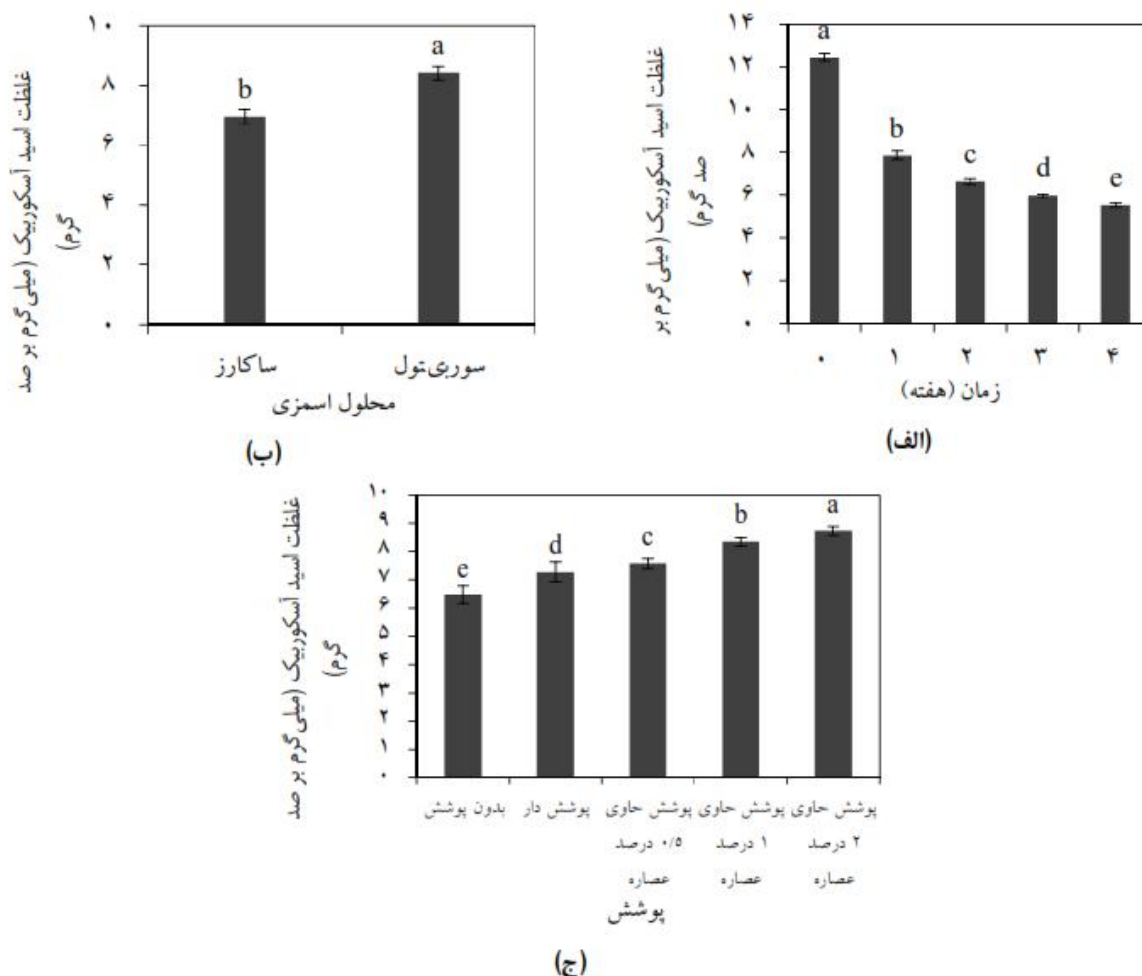 غلظت اسید آسکوربیک (میلی‌گرم بر
صد گرم)
۱۴
۱۲
۱۰
۸
۶
۴
۲
۰
a
b
c
d
e
۰ ۱ ۲ ۳ ۴
زمان (هفته)
(الف)
غلظت اسید آسکوربیک (میلی‌گرم بر صد
گرم)
۱۰
۸
۶
۴
۲
۰
b
a
ساکارز سوربی‌تول
محلول اسمزی
(ب)
غلظت اسید آسکوربیک (میلی‌گرم بر صد
گرم)
۱۰
۹
۸
۷
۶
۵
۴
۳
۲
۱
۰
e
d
c
b
a
بدون پوشش
پوشش دار
پوشش حاوی
۰/۵ درصد
عصاره
پوشش حاوی
۱ درصد
عصاره
پوشش حاوی
۲ درصد
عصاره
پوشش
(ج)